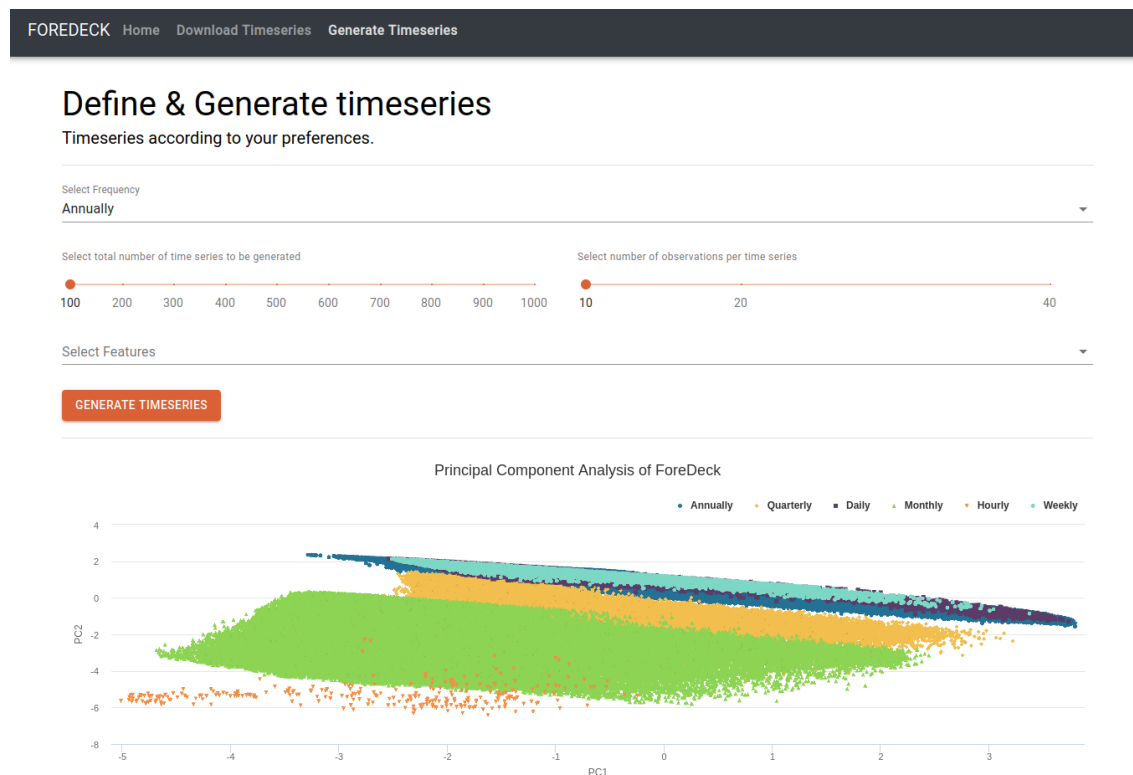 FOREDECK Home Download Timeseries Generate Timeseries
Define & Generate timeseries
Timeseries according to your preferences.
Select Frequency
Annually
Select total number of time series to be generated
100 200 300 400 500 600 700 800 900 1000
Select number of observations per time series
10 20 40
Select Features
GENERATE TIMESERIES
Principal Component Analysis of ForeDeck
Annually Quarterly Daily Monthly Hourly Weekly
4
2
0
-2
-4
-6
-8
PC2
-5 -4 -3 -2 -1 0 1 2 3
PC1